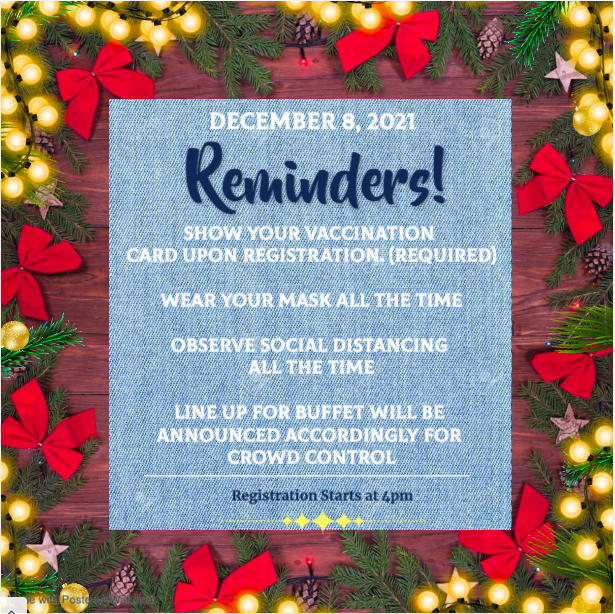 DECEMBER 8, 2021
Reminders!
SHOW YOUR VACCINATION
CARD UPON REGISTRATION. (REQUIRED)
WEAR YOUR MASK ALL THE TIME
OBSERVE SOCIAL DISTANCING
ALL THE TIME
LINE UP FOR BUFFET WILL BE
ANNOUNCED ACCORDINGLY FOR
CROWD CONTROL
Registration Starts at 4pm